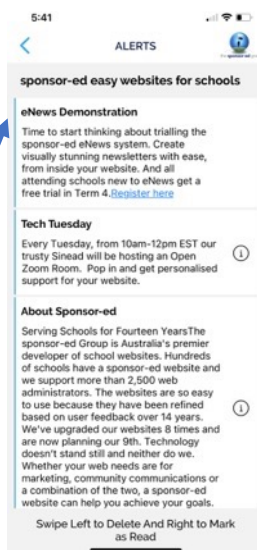 5:41
ALERTS
sponsor-ed easy websites for schools
eNews Demonstration
Time to start thinking about trialling the
sponsor-ed eNews system. Create
visually stunning newsletters with ease,
from inside your website. And all
attending schools new to eNews get a
free trial in Term 4.Register here
Tech Tuesday
Every Tuesday, from 10am-12pm EST our
trusty Sinead will be hosting an Open
Zoom Room. Pop in and get personalised
support for your website.
About Sponsor-ed
Serving Schools for Fourteen YearsThe
sponsor-ed Group is Australia's premier
developer of school websites. Hundreds
of schools have a sponsor-ed website and
we support more than 2,500 web
administrators. The websites are so easy
to use because they have been refined
based on user feedback over 14 years.
We've upgraded our websites 8 times and
are now planning our 9th. Technology
doesn't stand still and neither do we.
Whether your web needs are for
marketing, community communications or
a combination of the two, a sponsor-ed
website can help you achieve your goals.
Swipe Left to Delete And Right to Mark
as Read